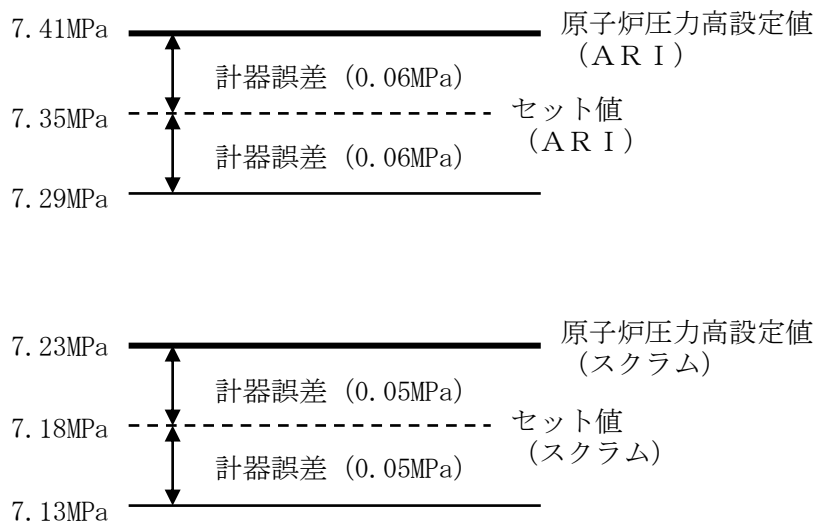 7.41MPa
原子炉圧力高設定値
（ＡＲＩ）
計器誤差 (0.06MPa)
7.35MPa
セット値
（ＡＲＩ）
計器誤差 (0.06MPa)
7.29MPa
7.23MPa
原子炉圧力高設定値
（スクラム）
計器誤差 (0.05MPa)
7.18MPa
セット値
（スクラム）
計器誤差 (0.05MPa)
7.13MPa